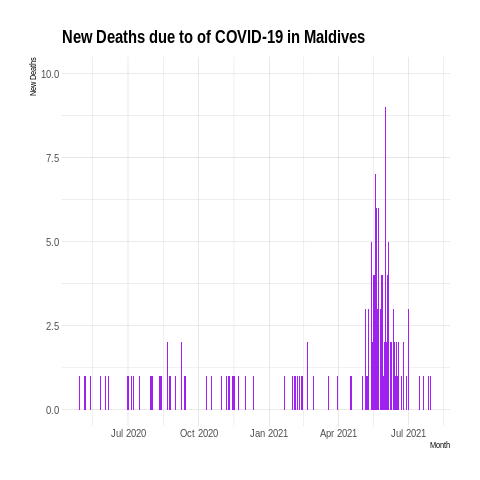 New Deaths due to of COVID-19 in Maldives
New Deaths
10.0
7.5
5.0
2.5
0.0
Jul 2020 Oct 2020 Jan 2021 Apr 2021 Jul 2021
Month